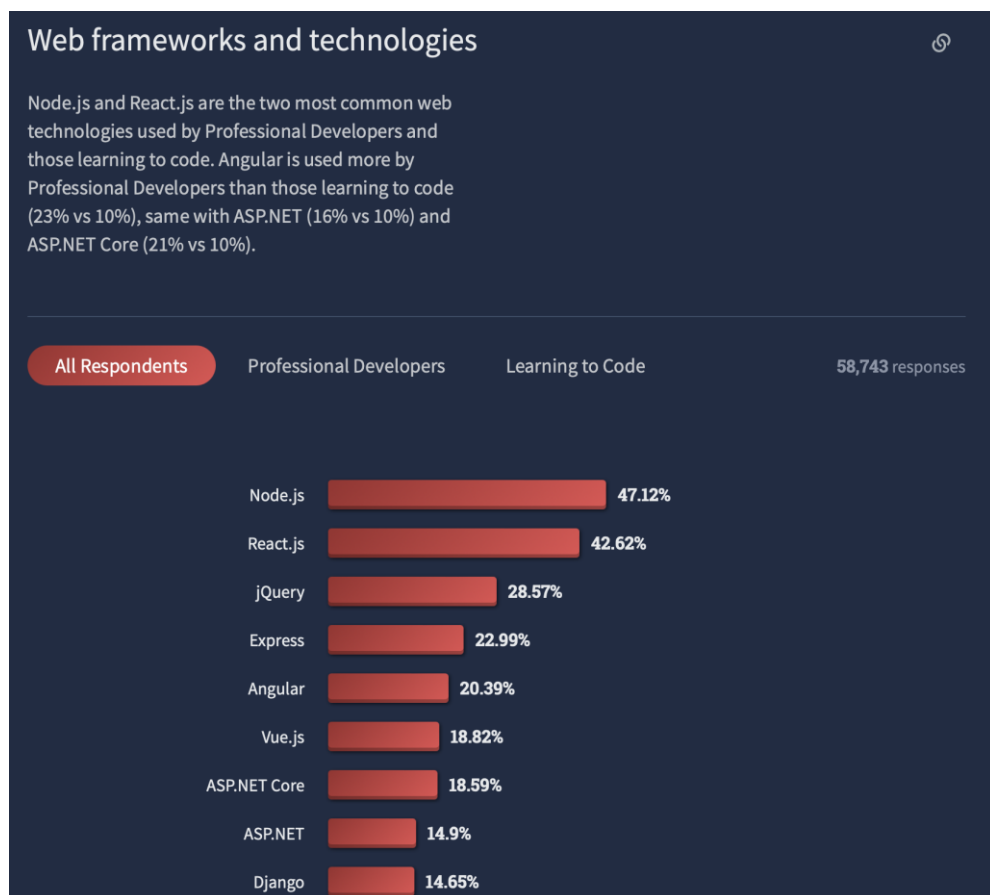 Web frameworks and technologies
Node.js and React.js are the two most common web
technologies used by Professional Developers and
those learning to code. Angular is used more by
Professional Developers than those learning to code
(23% vs 10%), same with ASP.NET (16% vs 10%) and
ASP.NET Core (21% vs 10%).
All Respondents Professional Developers Learning to Code 58,743 responses
Node.js 47.12%
React.js 42.62%
jQuery 28.57%
Express 22.99%
Angular 20.39%
Vue.js 18.82%
ASP.NET Core 18.59%
ASP.NET 14.9%
Django 14.65%